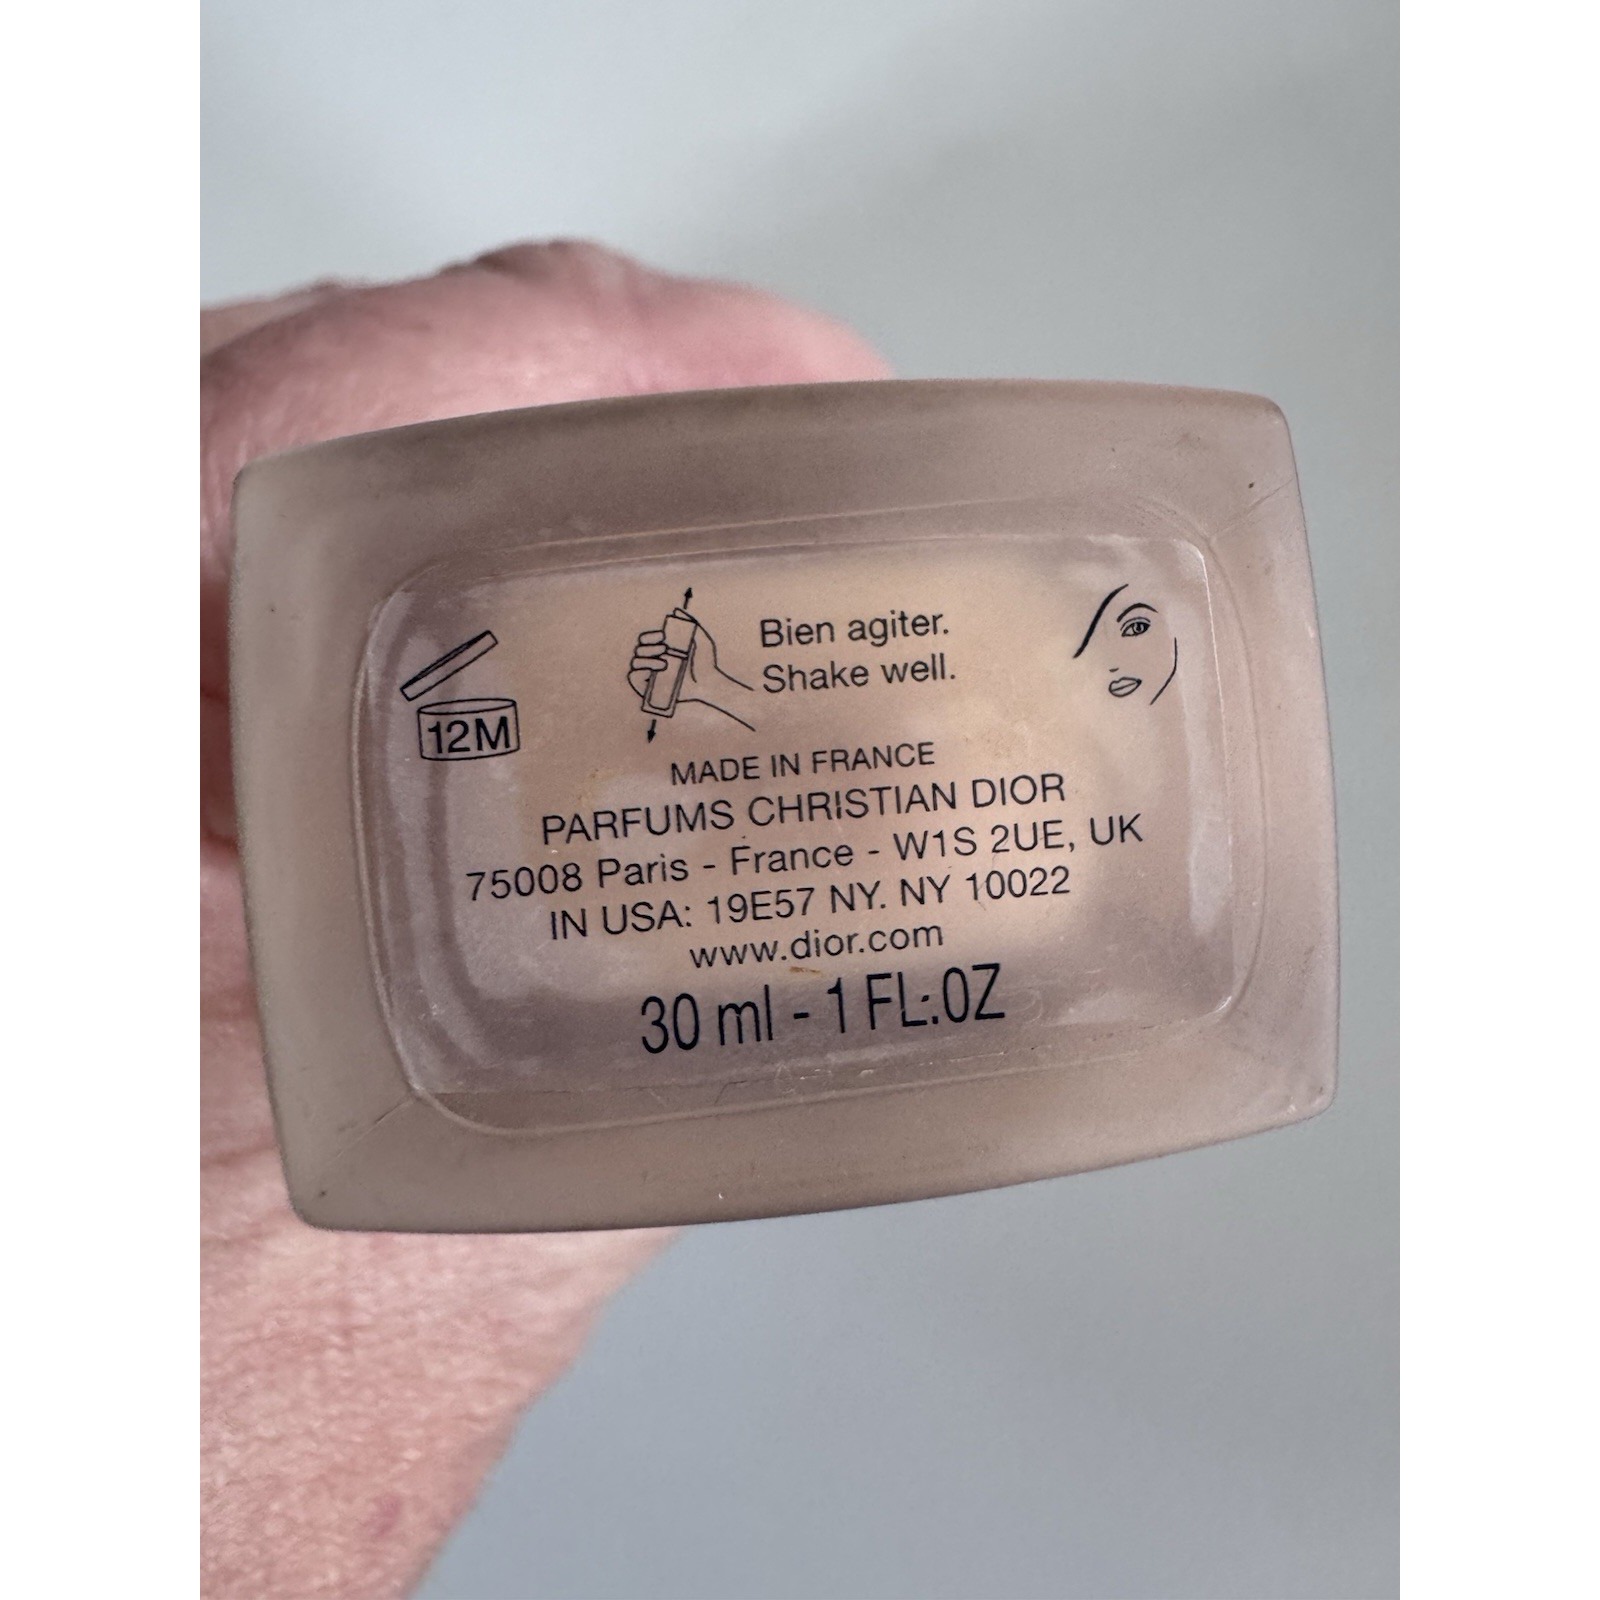 Bien agiter.
Shake well.
12M
MADE IN FRANCE
PARFUMS CHRISTIAN DIOR
75008 Paris - France - W1S 2UE, UK
IN USA: 19E57 NY. NY 10022
www.dior.com
30 ml - 1 FL.OZ